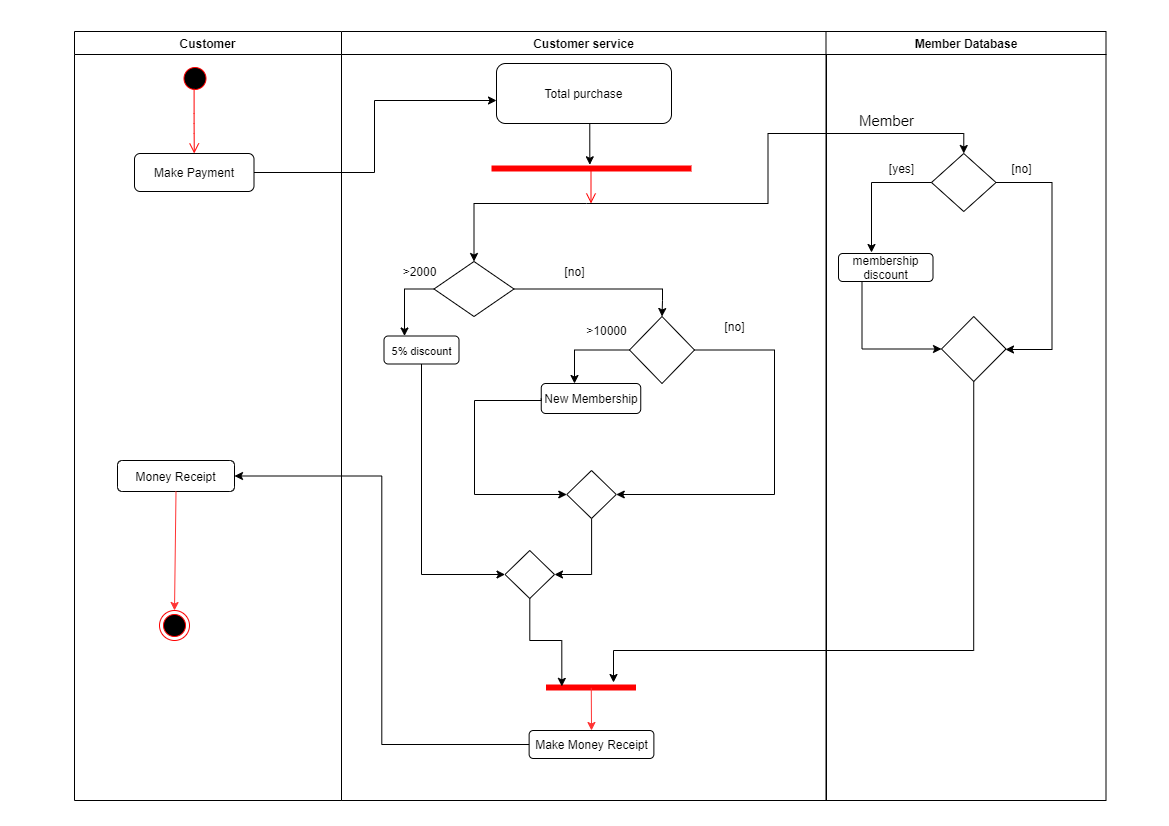 Customer
Customer service
Member Database
Total purchase
Member
Make Payment
[yes]
[no]
membership
discount
>2000
[no]
>10000
[no]
5% discount
New Membership
Money Receipt
Make Money Receipt